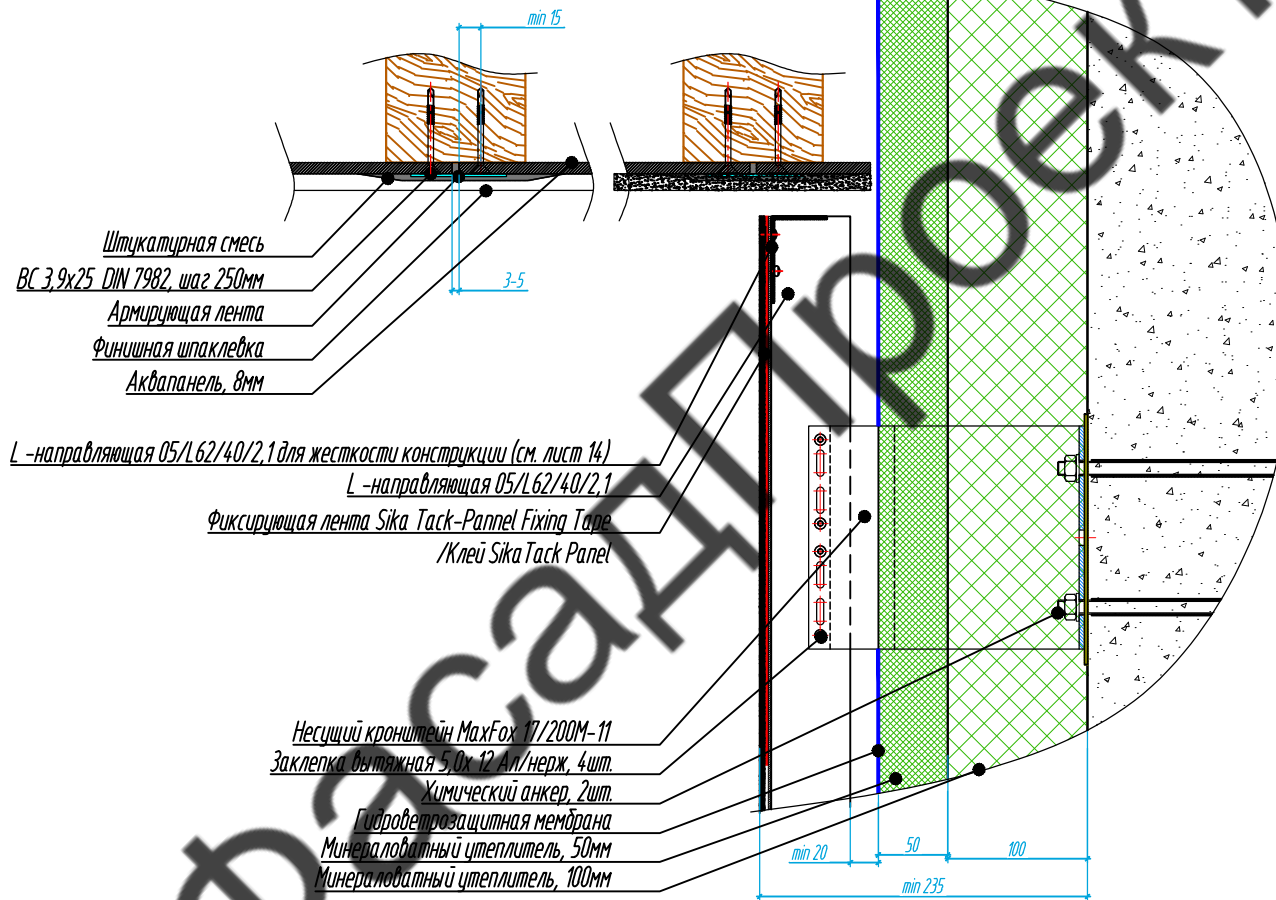 min 15
Штукатурная смесь
ВС 3,9х25 DIN 7982, шаг 250мм
Армирующая лента
3-5
Финишная шпаклевка
Аквапанель, 8мм
L -направляющая 05/L62/40/2,1 для жесткости конструкции (см. лист 14)
L -направляющая 05/L62/40/2,1
Фиксирующая лента Sika Tack-Pannel Fixing Tape
/Клей SikaTack Panel
Несущий кронштейн MaxFox 17/200М-11
Заклепка вытяжная 5,0х 12 Ал/нерж, 4шт.
Химический анкер, 2шт.
Гидроветрозащитная мембрана
Минераловатный утеплитель, 50мм
Минераловатный утеплитель, 100мм
min 20
50
100
min 235
ФасадПроект